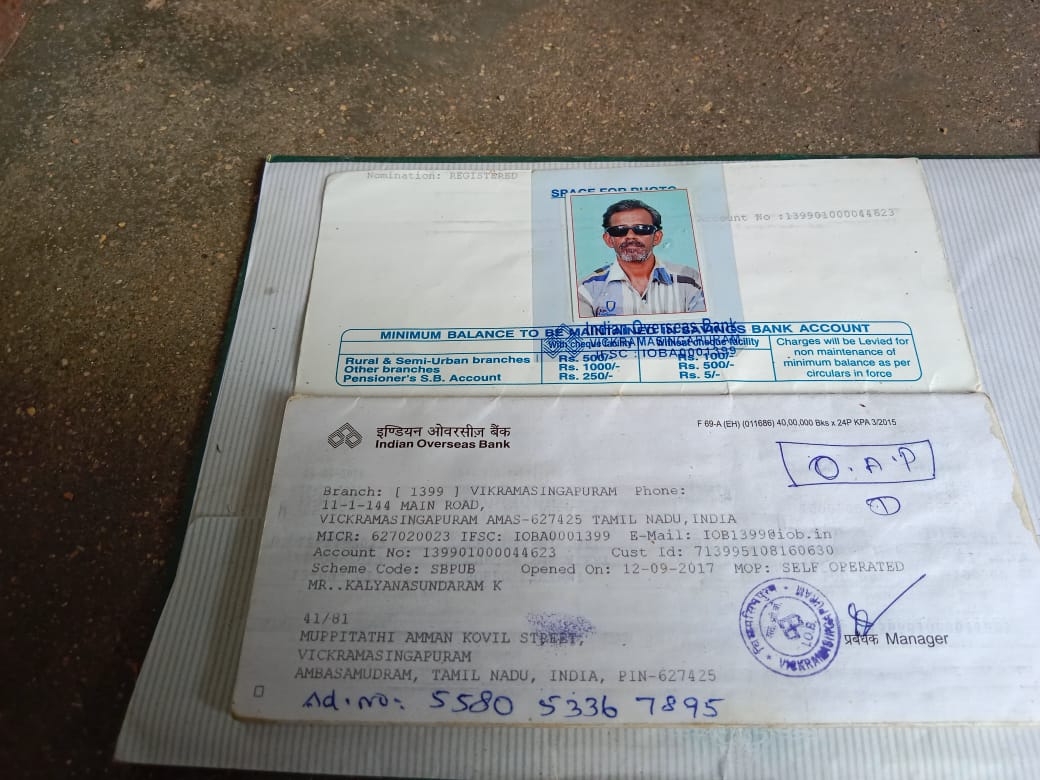 Nomination: REGISTERED
SPACE FOR PHOTO
Account No :139901000044623
Indian Overseas Bank
VICKRAMASINGAPURAM
IFSC : IOBA0001399
MINIMUM BALANCE TO BE MAINTAINED IN SAVINGS BANK ACCOUNT
With cheque facility Without cheque facility
Rural & Semi-Urban branches Rs. 500/- Rs. 100/-
Other branches Rs. 1000/- Rs. 500/-
Pensioner's S.B. Account Rs. 250/- Rs. 5/-
Charges will be Levied for
non maintenance of
minimum balance as per
circulars in force
F 69-A (EH) (011686) 40,00,000 Bks x 24P KPA 3/2015
इण्डियन ओवरसीज़ बैंक
Indian Overseas Bank
O.A.P
1
Branch: [ 1399 ] VIKRAMASINGAPURAM Phone:
11-1-144 MAIN ROAD,
VICKRAMASINGAPURAM AMAS-627425 TAMIL NADU,INDIA
MICR: 627020023 IFSC: IOBA0001399 E-Mail: IOB1399@iob.in
Account No: 139901000044623 Cust Id: 713995108160630
Scheme Code: SBPUB Opened On: 12-09-2017 MOP: SELF OPERATED
MR..KALYANASUNDARAM K
41/81
MUPPITATHI AMMAN KOVIL STREET,
VICKRAMASINGAPURAM
AMBASAMUDRAM, TAMIL NADU, INDIA, PIN-627425
I.O.B
VICKRAMASINGAPURAM
प्रबंधक Manager
Ad.No: 5580 5336 7895